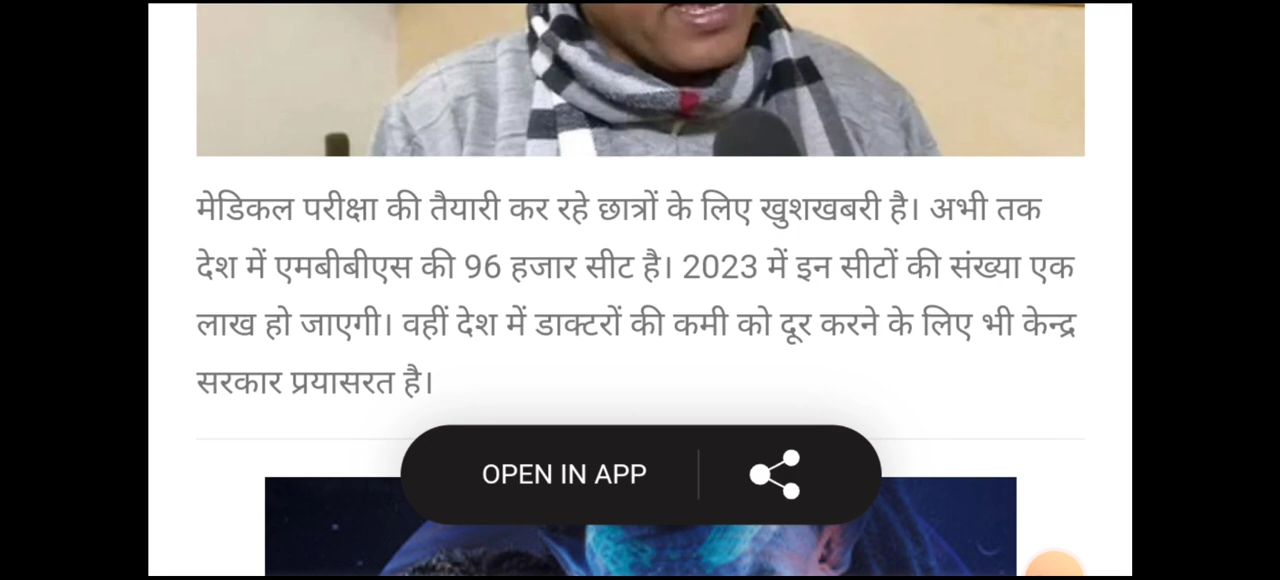 मेडिकल परीक्षा की तैयारी कर रहे छात्रों के लिए खुशखबरी है। अभी तक
देश में एमबीबीएस की 96 हजार सीट है। 2023 में इन सीटों की संख्या एक
लाख हो जाएगी। वहीं देश में डाक्टरों की कमी को दूर करने के लिए भी केन्द्र
सरकार प्रयासरत है।
OPEN IN APP